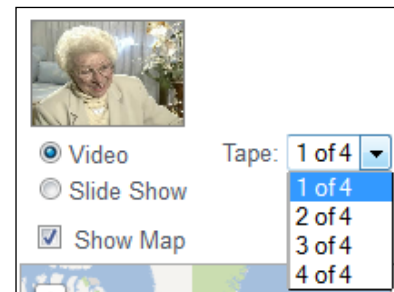 Video Tape: 1 of 4
Slide Show 1 of 4
2 of 4
Show Map 3 of 4
4 of 4